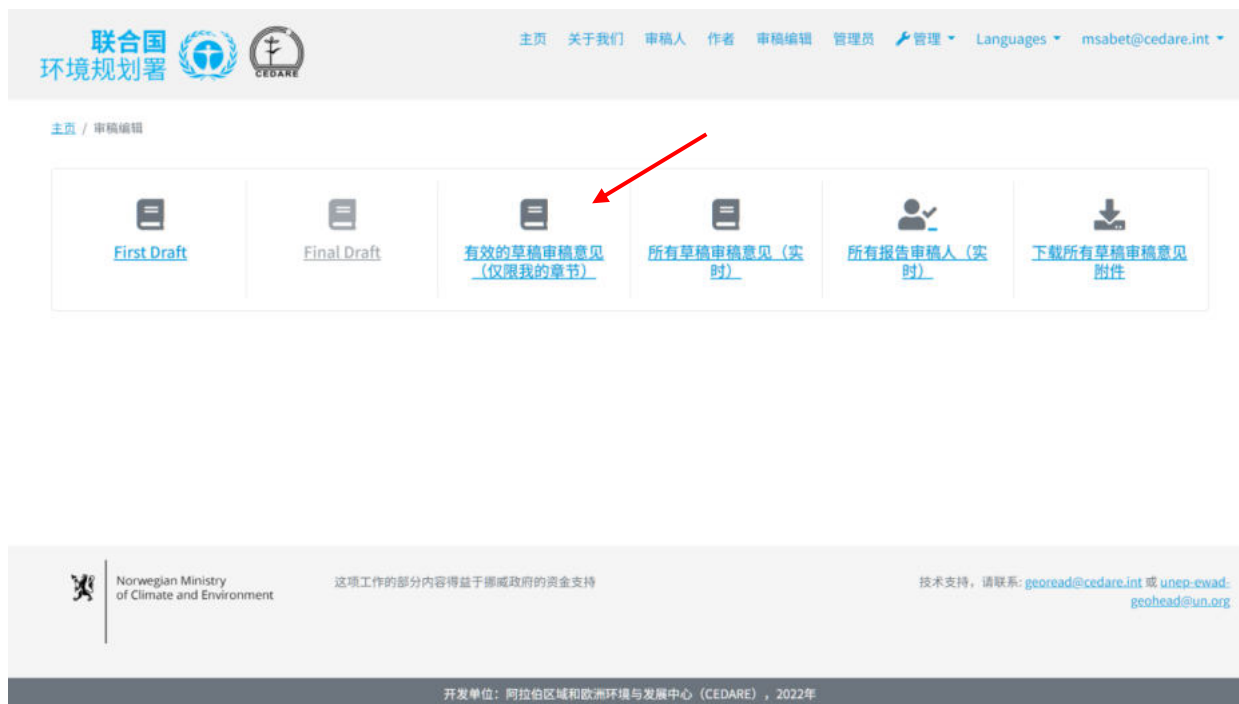 联合国
环境规划署
CEDARE
主页 关于我们 审稿人 作者 审稿编辑 管理员 管理 Languages msabet@cedare.int
主页 / 审稿编辑
First Draft
Final Draft
有效的草稿审稿意见
（仅限我的章节）
所有草稿审稿意见（实
时）
所有报告审稿人（实
时）
下载所有草稿审稿意见
附件
Norwegian Ministry
of Climate and Environment
这项工作的部分内容得益于挪威政府的资金支持
技术支持，请联系: georead@cedare.int 或 unep-ewad-
geohead@un.org
开发单位：阿拉伯区域和欧洲环境与发展中心（CEDARE），2022年